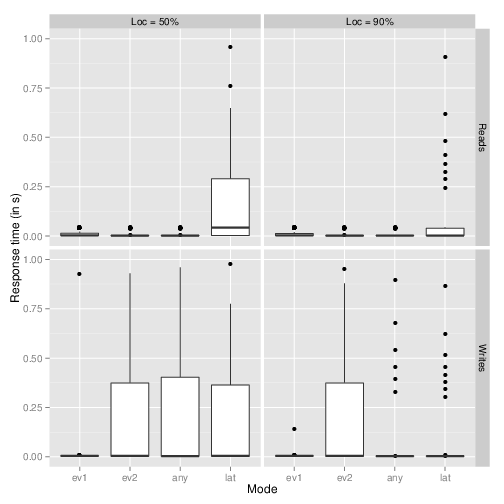 Loc = 50%
Loc = 90%
1.00
0.75
0.50
0.25
0.00
Reads
1.00
0.75
0.50
0.25
0.00
Writes
Response time (in s)
ev1 ev2 any lat
ev1 ev2 any lat
Mode